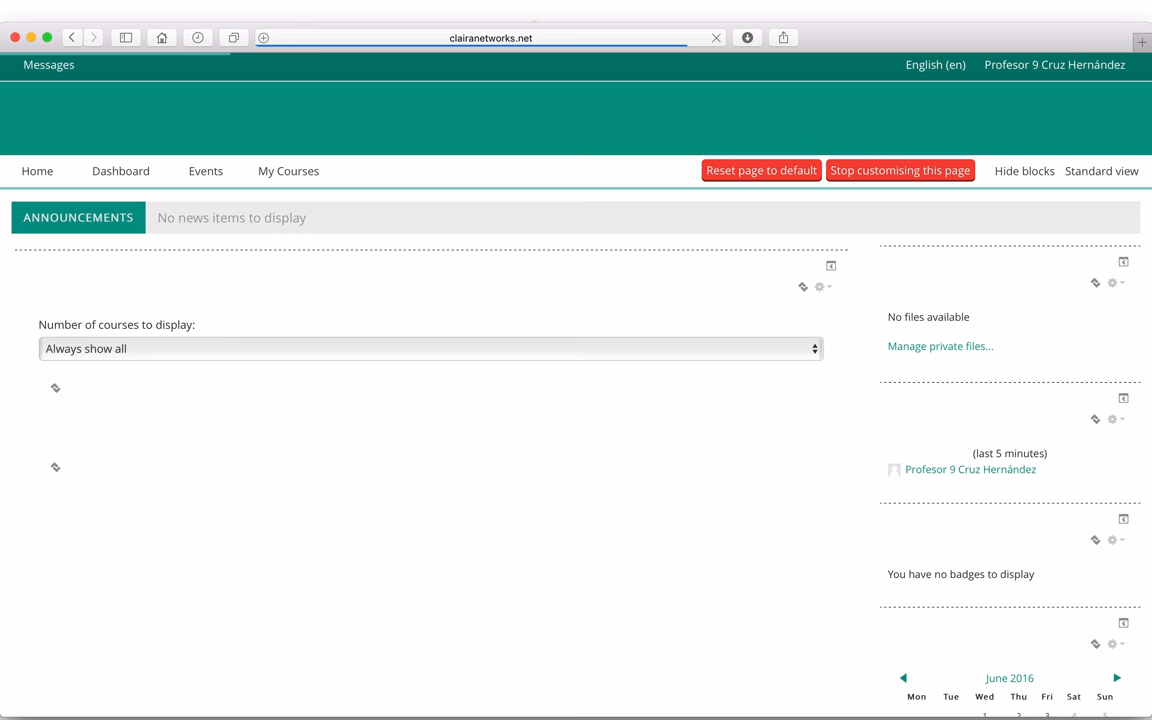 clairanetworks.net
Messages
English (en)
Profesor 9 Cruz Hernández
Home
Dashboard
Events
My Courses
Reset page to default
Stop customising this page
Hide blocks
Standard view
ANNOUNCEMENTS
No news items to display
Number of courses to display:
Always show all
No files available
Manage private files...
(last 5 minutes)
Profesor 9 Cruz Hernández
You have no badges to display
June 2016
Mon Tue Wed Thu Fri Sat Sun